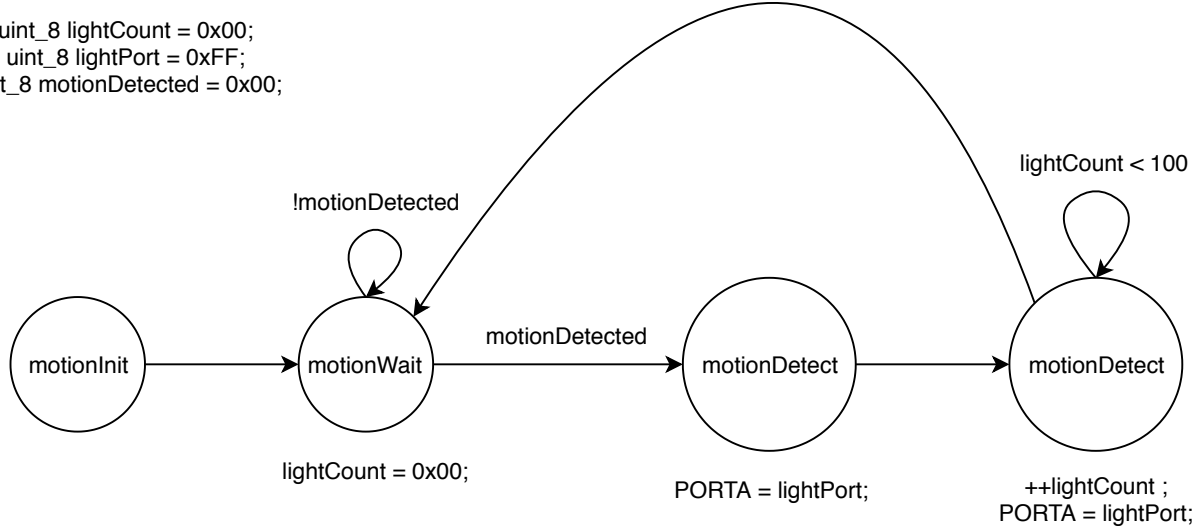 uint_8 lightCount = 0x00;
uint_8 lightPort = 0xFF;
t_8 motionDetected = 0x00;
lightCount < 100
!motionDetected
motionDetected
motionInit
motionWait
motionDetect
motionDetect
lightCount = 0x00;
PORTA = lightPort;
++lightCount ;
PORTA = lightPort;